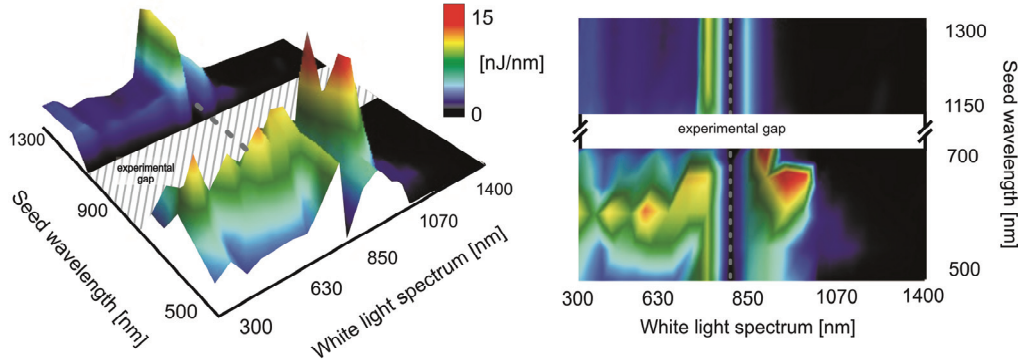 15
[nJ/nm]
0
experimental
gap
1300
900
500
Seed wavelength [nm]
300
630
850
1070
1400
White light spectrum [nm]
experimental gap
1300
1150
700
500
Seed wavelength [nm]
300
630
850
1070
1400
White light spectrum [nm]